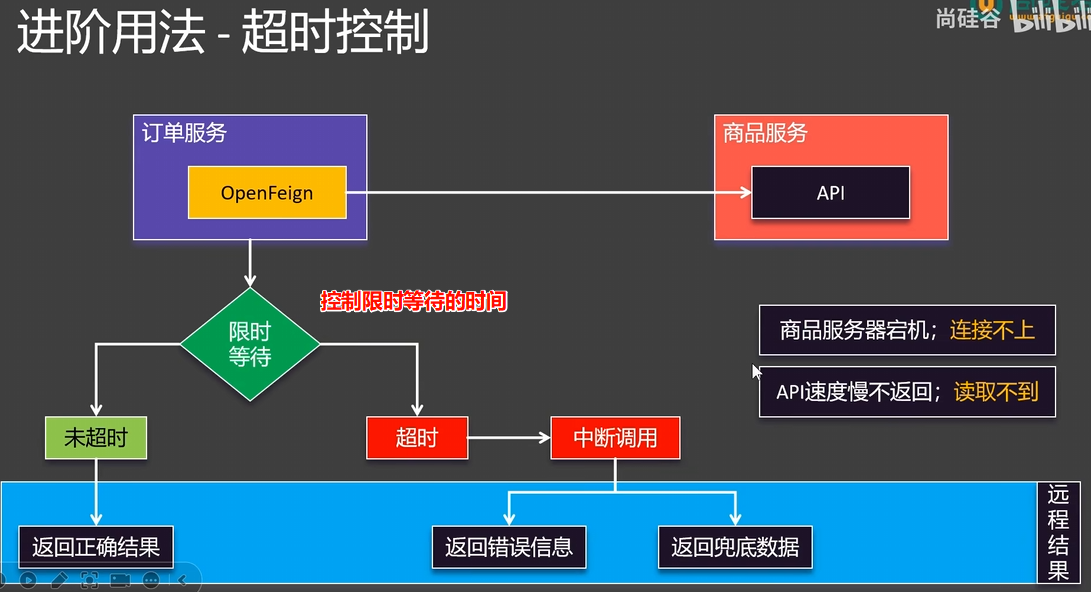 进阶用法 - 超时控制
尚硅谷
bilibili
订单服务
OpenFeign
商品服务
API
控制限时等待的时间
限时
等待
商品服务器宕机；连接不上
API速度慢不返回；读取不到
未超时
超时
中断调用
返回正确结果
返回错误信息
返回兜底数据
远程结果